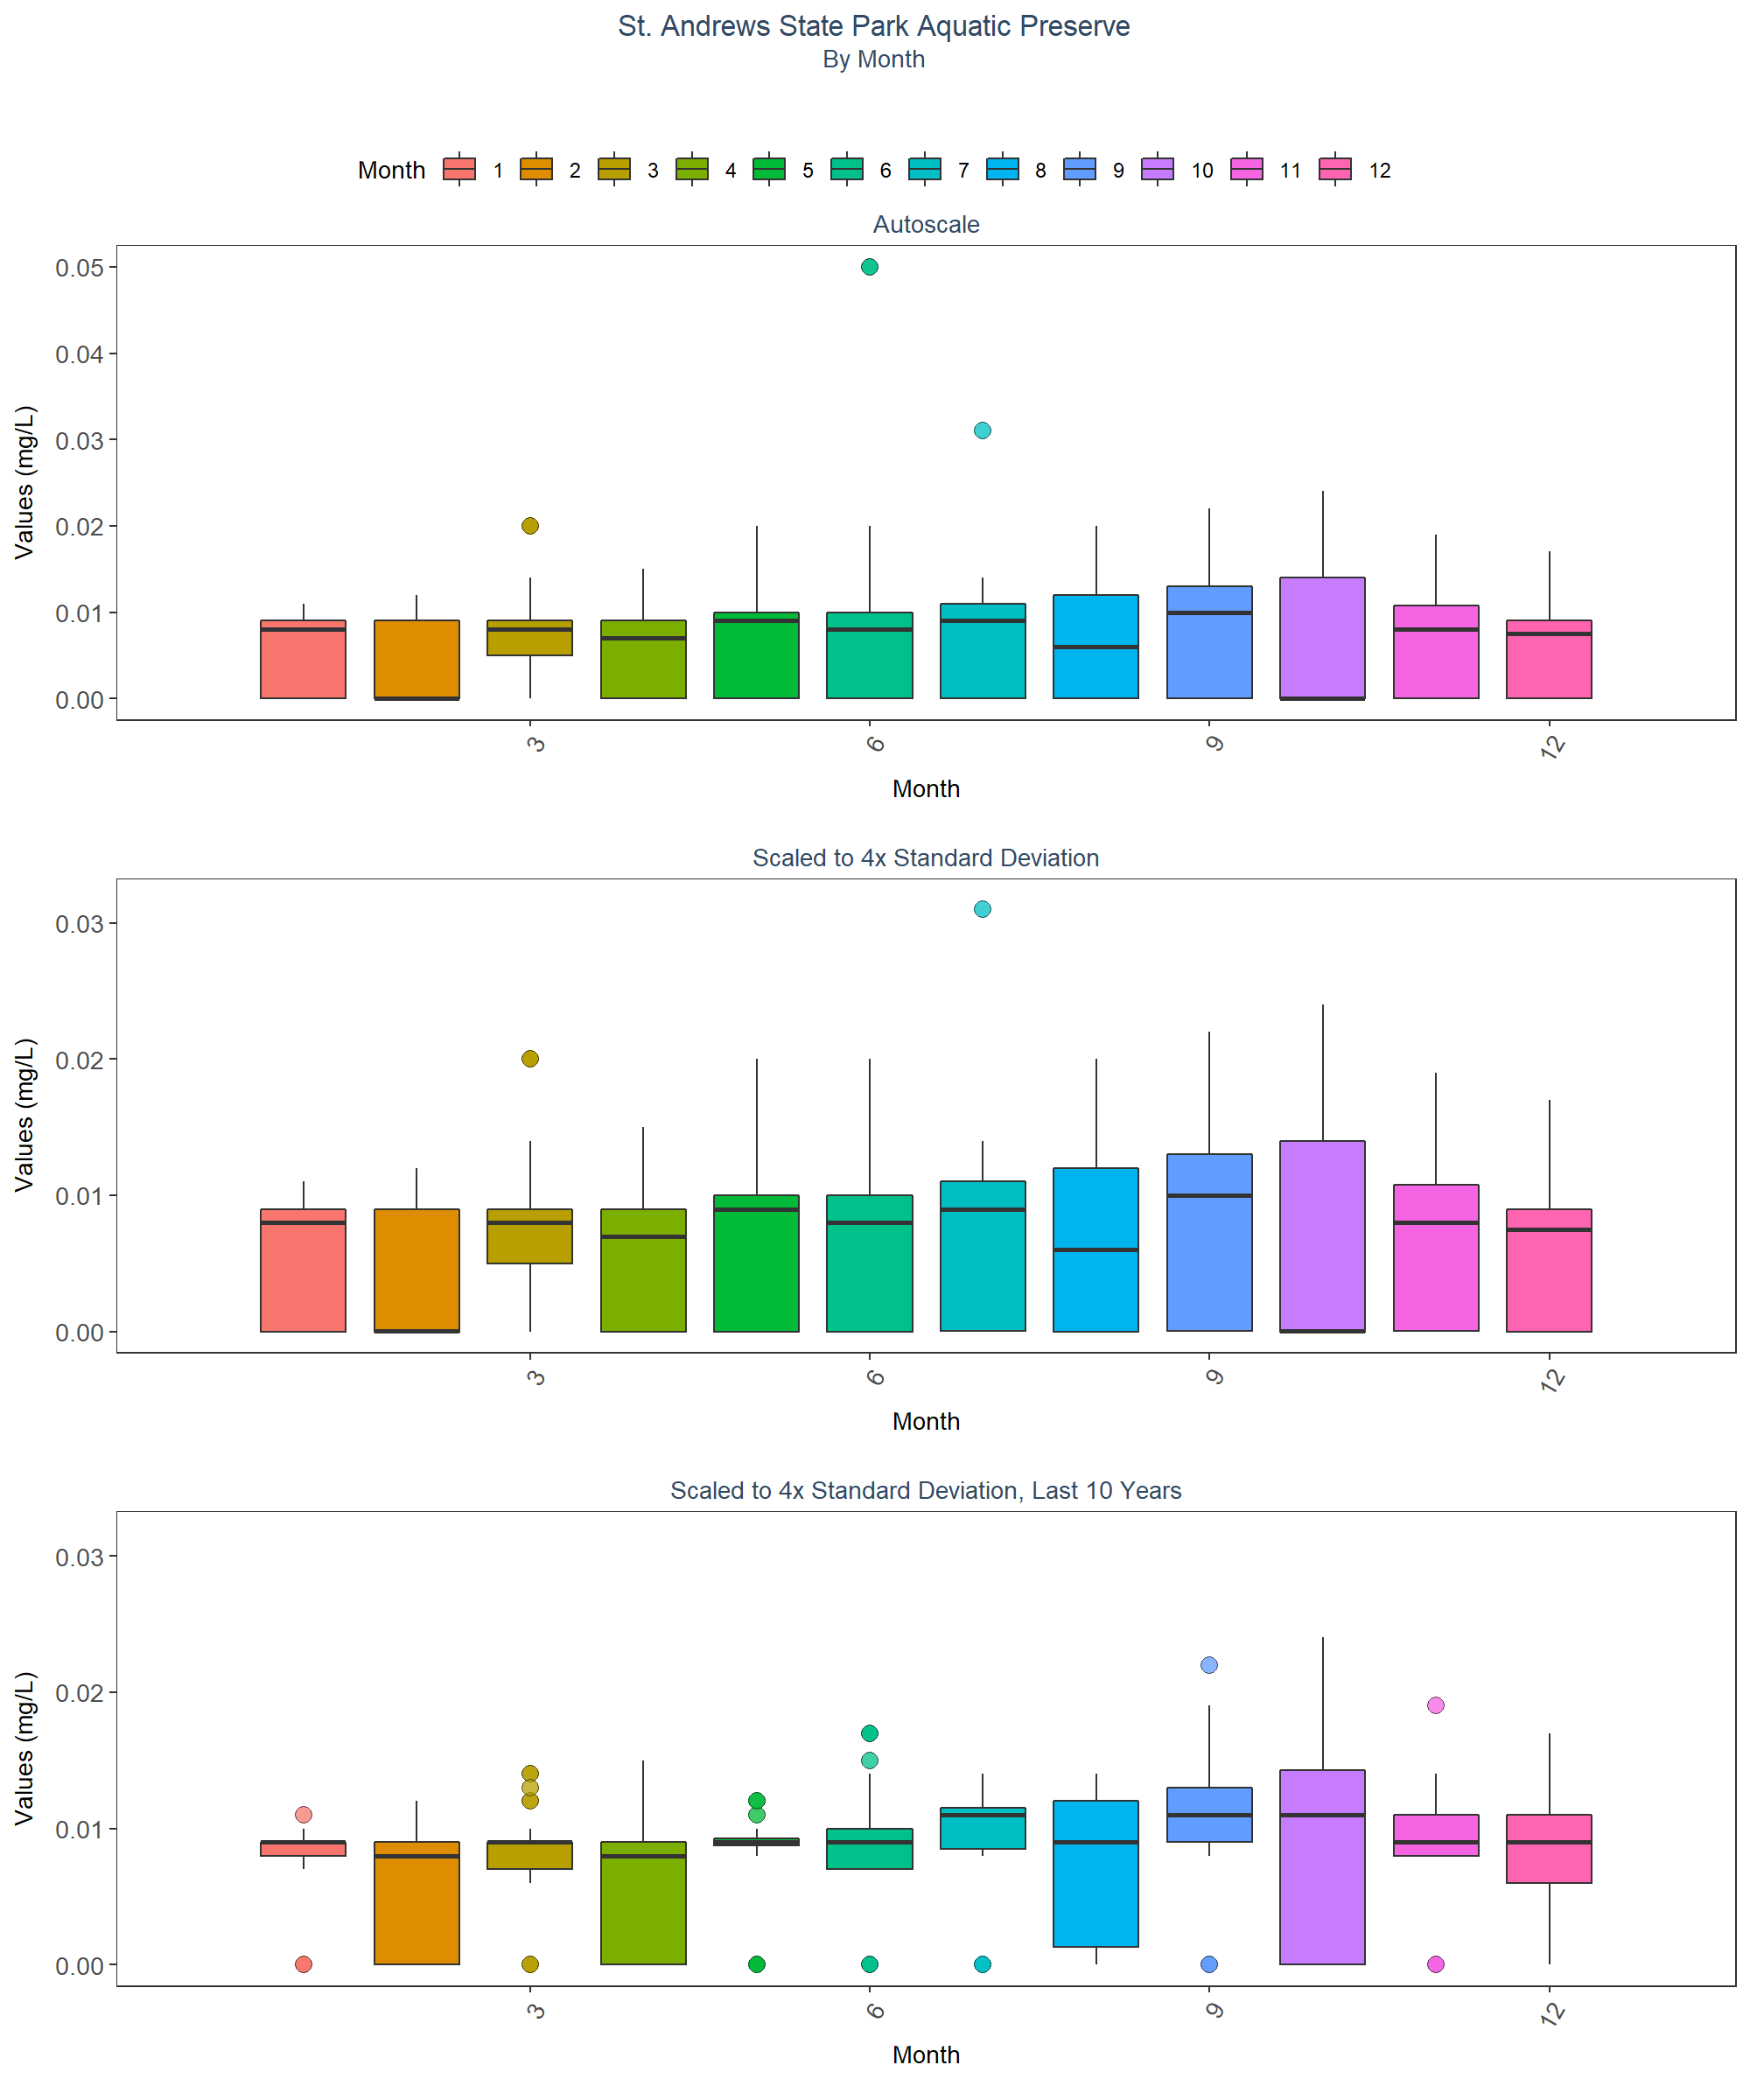 St. Andrews State Park Aquatic Preserve
By Month
Month 1 2 3 4 5 6 7 8 9 10 11 12
Autoscale
0.05
0.04
0.03
0.02
0.01
0.00
Values (mg/L)
3 6 9 12
Month
Scaled to 4x Standard Deviation
0.03
0.02
0.01
0.00
Values (mg/L)
3 6 9 12
Month
Scaled to 4x Standard Deviation, Last 10 Years
0.03
0.02
0.01
0.00
Values (mg/L)
3 6 9 12
Month